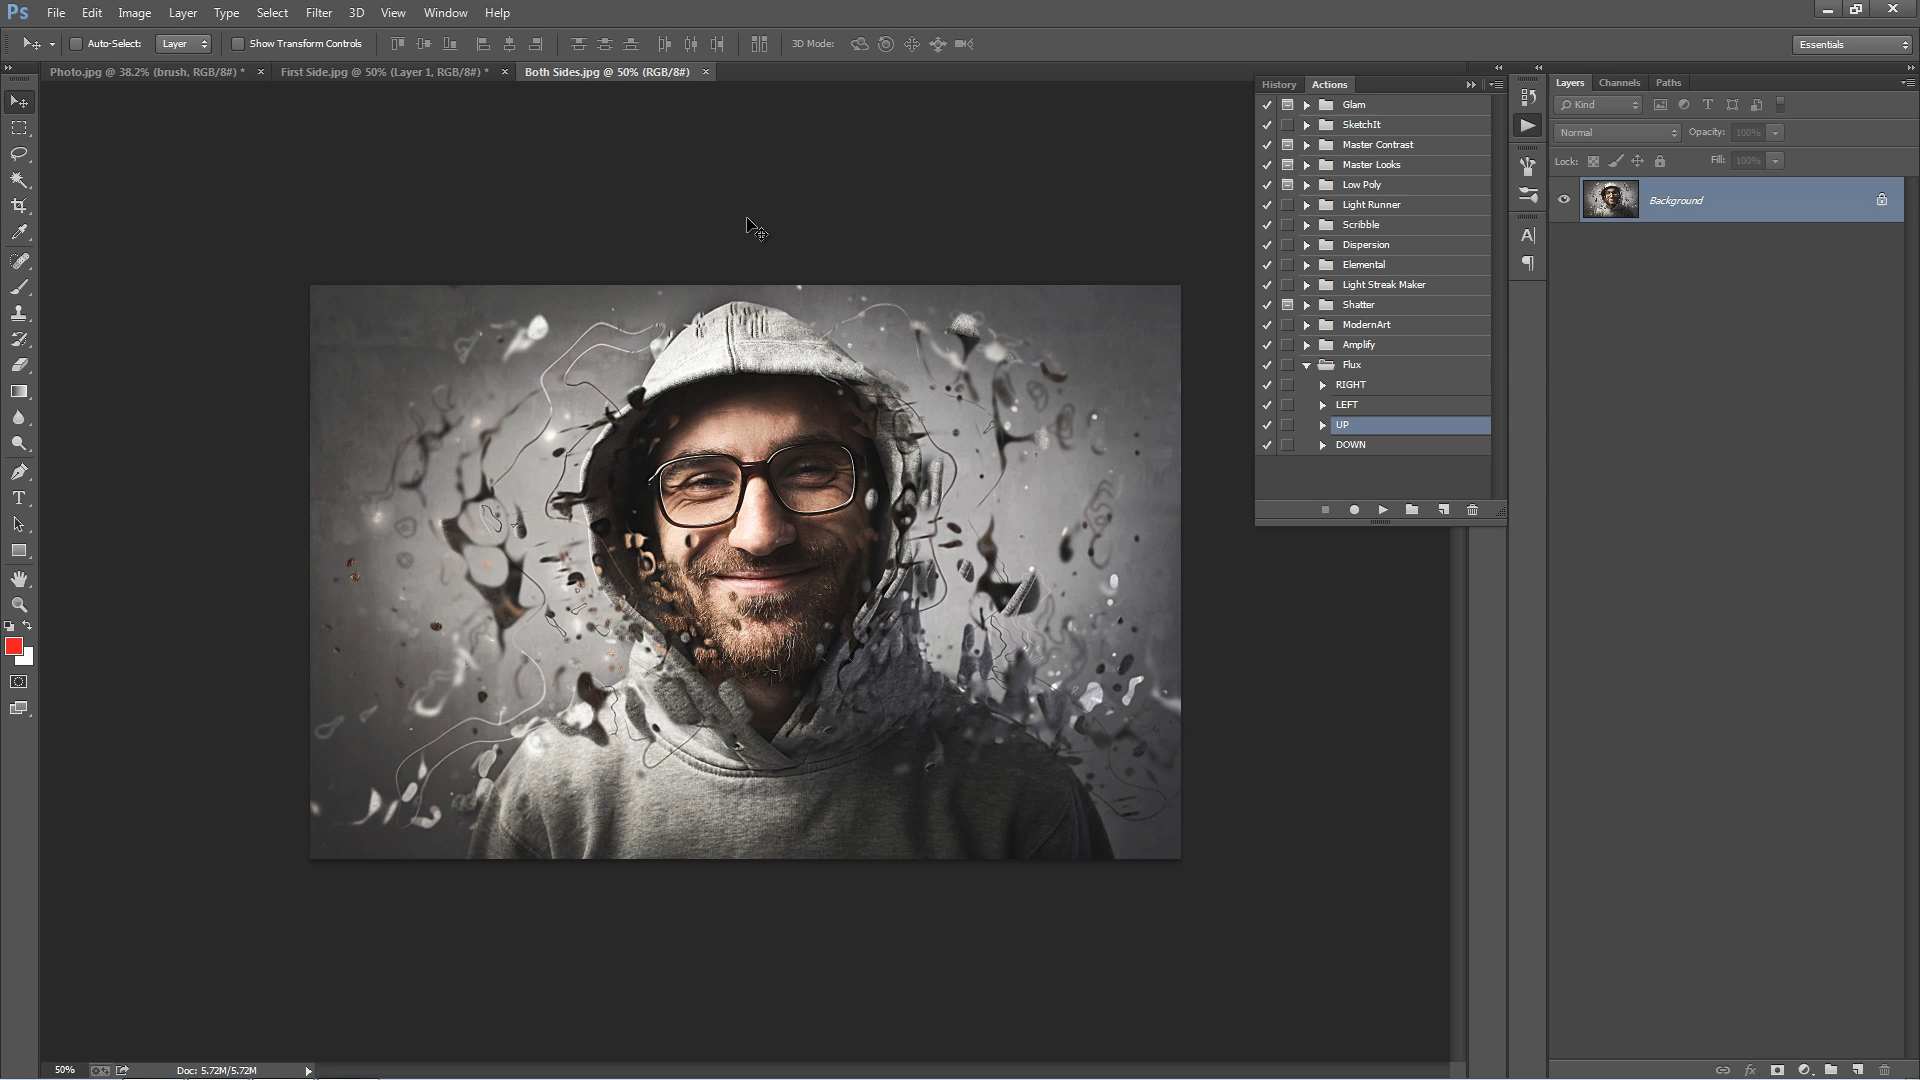 Ps File Edit Image Layer Type Select Filter 3D View Window Help
Auto-Select: Layer Show Transform Controls 3D Mode: Essentials
Photo.jpg @ 38.2% (brush, RGB/8#) * × First Side.jpg @ 50% (Layer 1, RGB/8#) * × Both Sides.jpg @ 50% (RGB/8#) ×
History Actions
Glam
SketchIt
Master Contrast
Master Looks
Low Poly
Light Runner
Scribble
Dispersion
Elemental
Light Streak Maker
Shatter
ModernArt
Amplify
Flux
RIGHT
LEFT
UP
DOWN
Layers Channels Paths
Kind
Normal Opacity: 100%
Lock: Fill: 100%
Background
50% Doc: 5.72M/5.72M